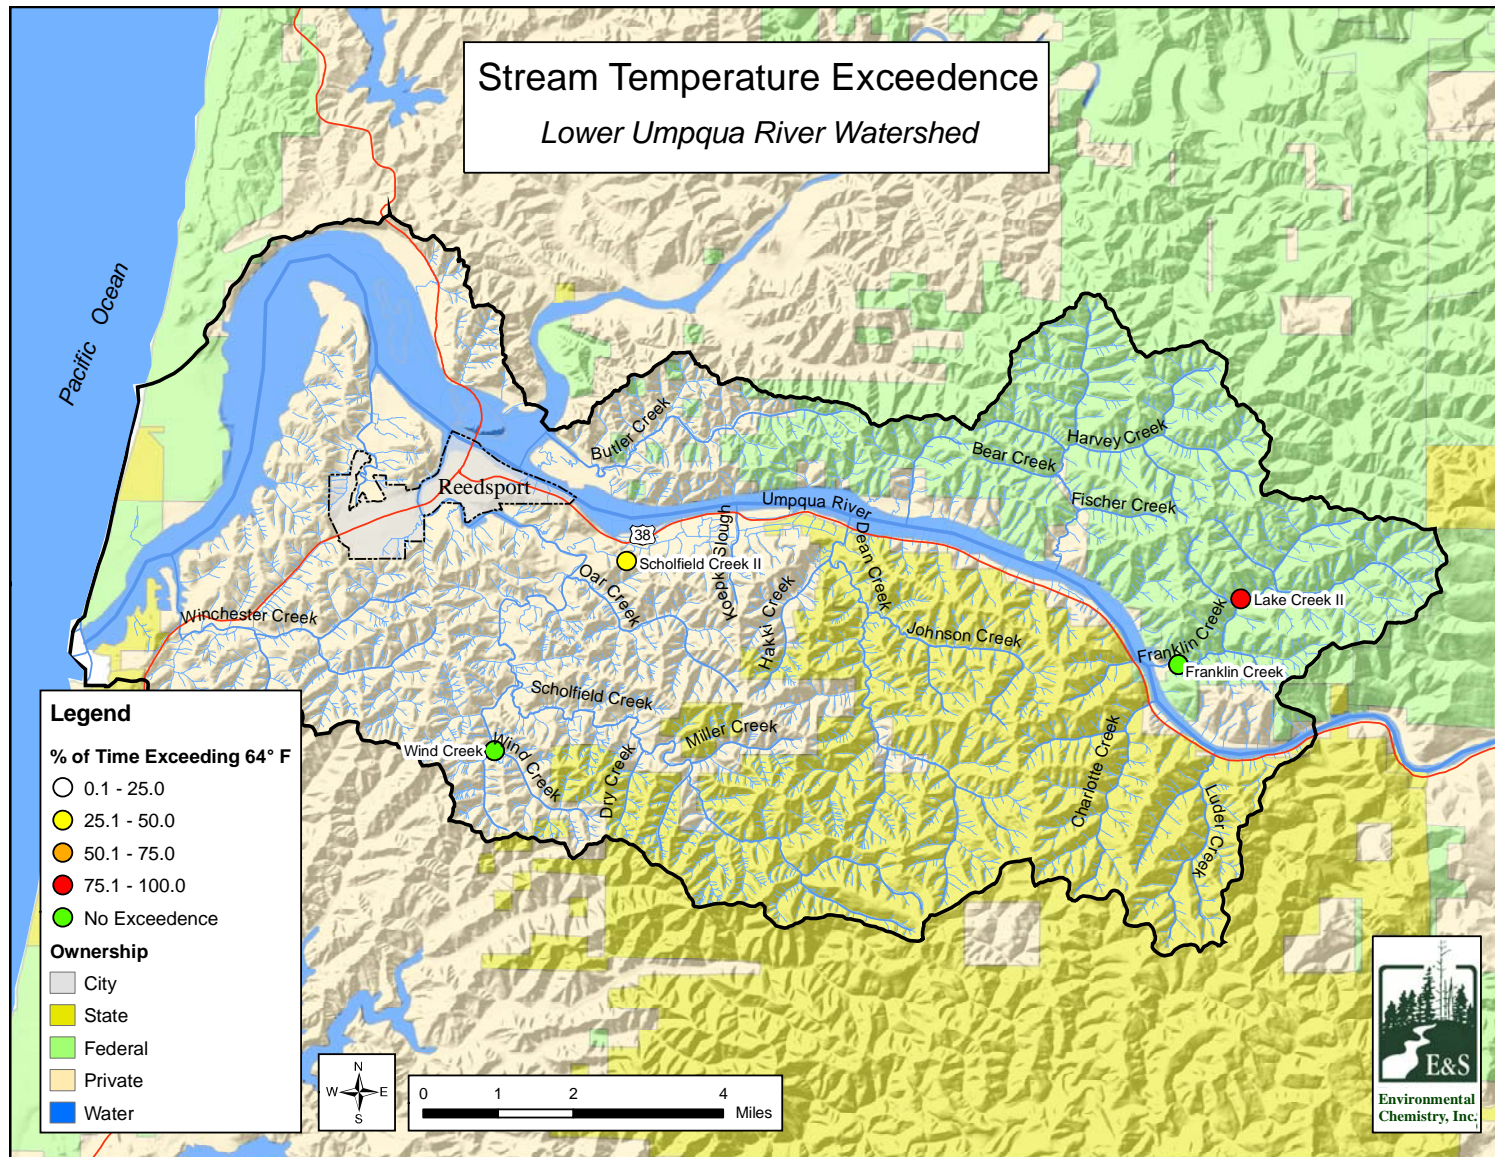 Stream Temperature Exceedence
Lower Umpqua River Watershed
Pacific Ocean
Butler Creek
Harvey Creek
Bear Creek
Reedsport
Umpqua River
Fischer Creek
38
Scholfield Creek II
Koepke Slough
Dean Creek
Oar Creek
Hakki Creek
Lake Creek II
Winchester Creek
Johnson Creek
Franklin Creek
Franklin Creek
Scholfield Creek
Miller Creek
Wind Creek
Wind Creek
Dry Creek
Charlotte Creek
Luder Creek
Legend
% of Time Exceeding 64° F
0.1 - 25.0
25.1 - 50.0
50.1 - 75.0
75.1 - 100.0
No Exceedence
Ownership
City
State
Federal
Private
Water
N
W E
S
0 1 2 4
Miles
E&S
Environmental
Chemistry, Inc.